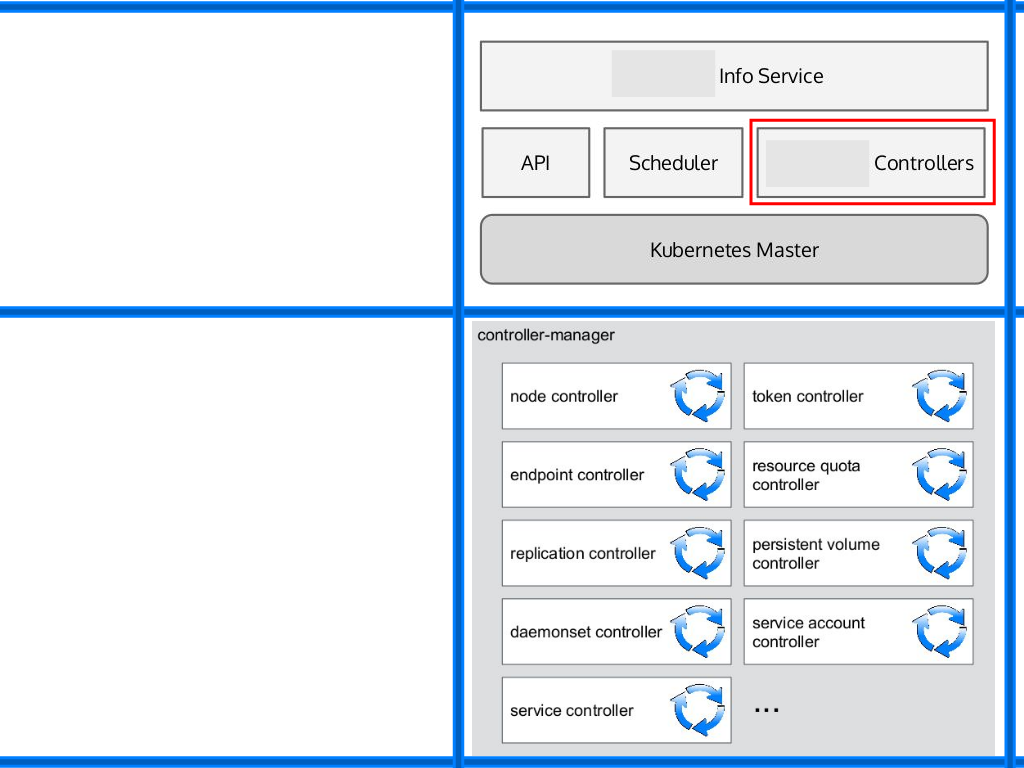 Info Service
API
Scheduler
Controllers
Kubernetes Master
controller-manager
node controller
token controller
endpoint controller
resource quota
controller
replication controller
persistent volume
controller
daemonset controller
service account
controller
service controller
...